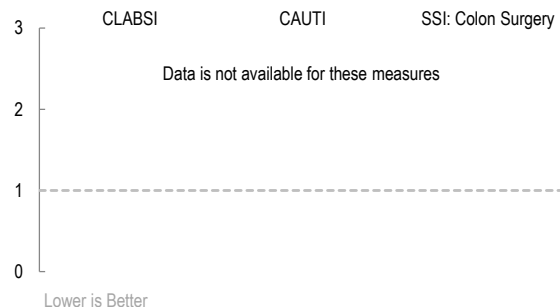 CLABSI CAUTI SSI: Colon Surgery
3
Data is not available for these measures
2
1
0
Lower is Better